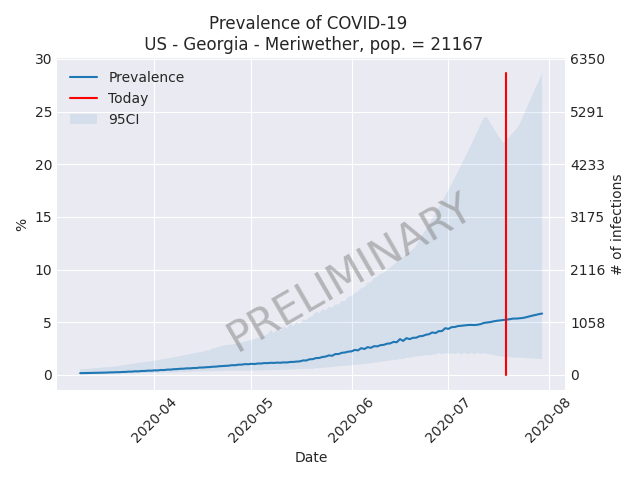 Prevalence of COVID-19
US - Georgia - Meriwether, pop. = 21167
Prevalence
Today
95CI
30
25
20
15
10
5
0
%
6350
5291
4233
3175
2116
1058
0
# of infections
PRELIMINARY
2020-04
2020-05
2020-06
2020-07
2020-08
Date